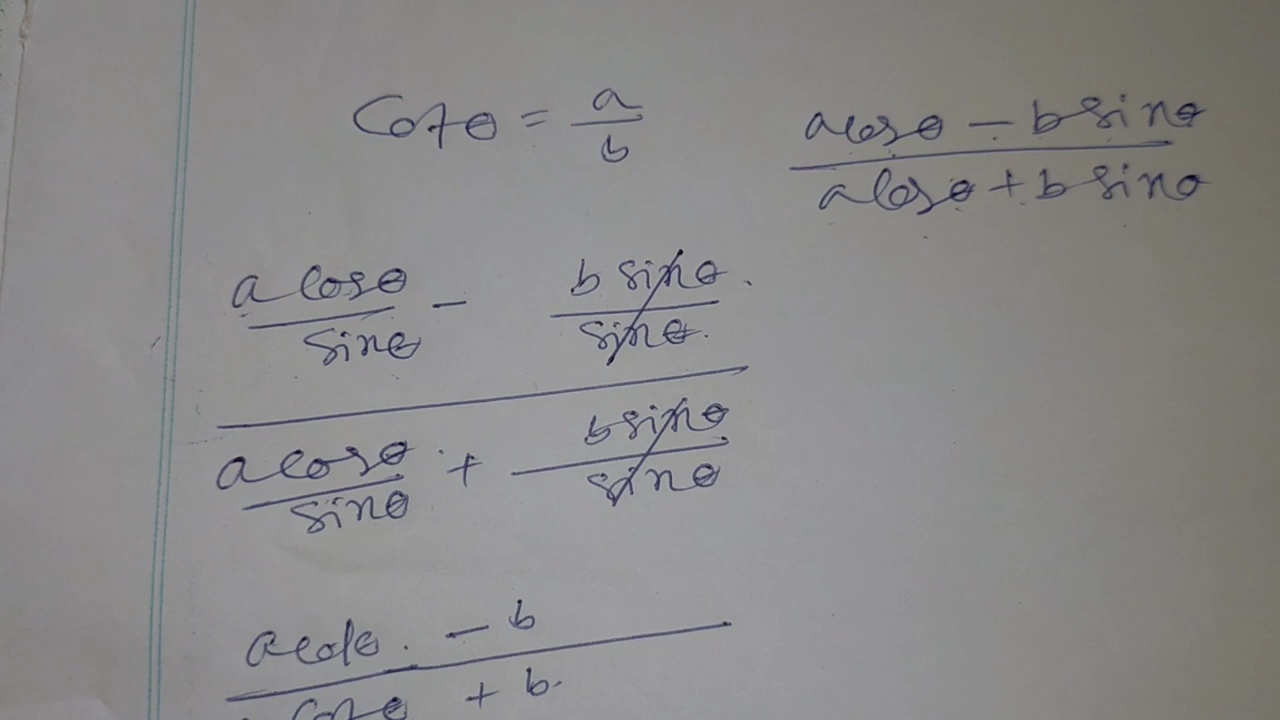 Cotθ = a/b    acosθ - bsinθ / acosθ + bsinθ
acosθ/sinθ - bsinθ/sinθ.
acosθ/sinθ + bsinθ/sinθ
acotθ. - b
cotθ + b.